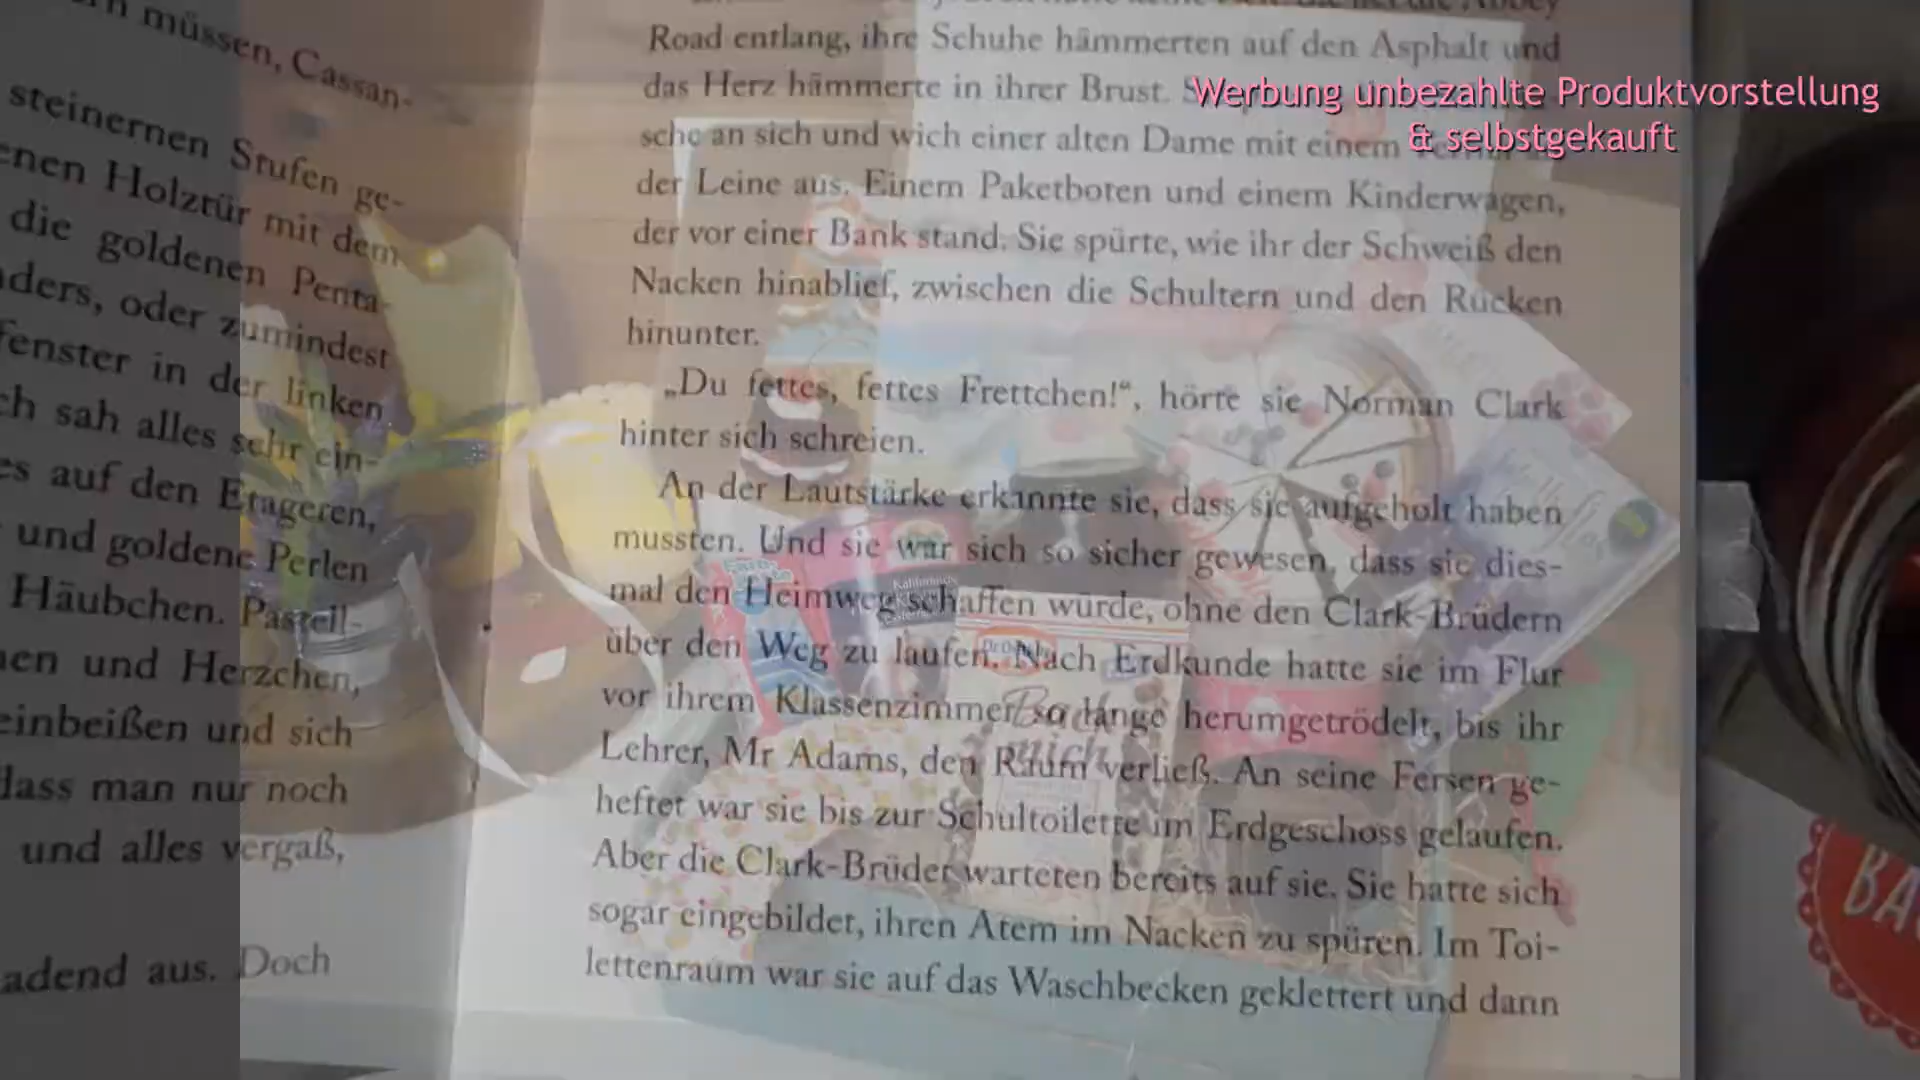 müssen, Cassan-
steinernen Stufen ge-
enen Holztür mit dem
die goldenen Penta-
nders, oder zumindest
fenster in der linken
ch sah alles sehr ein-
es auf den Etageren,
und goldene Perlen
Häubchen. Pastell-
nen und Herzchen,
einbeißen und sich
dass man nur noch
und alles vergaß,
adend aus. Doch
Abbey
Road entlang, ihre Schuhe hämmerten auf den Asphalt und
das Herz hämmerte in ihrer Brust.
sche an sich und wich einer alten Dame mit einem
der Leine aus. Einem Paketboten und einem Kinderwagen,
der vor einer Bank stand. Sie spürte, wie ihr der Schweiß den
Nacken hinablief, zwischen die Schultern und den Rücken
hinunter.
„Du fettes, fettes Frettchen!“, hörte sie Norman Clark
hinter sich schreien.
An der Lautstärke erkannte sie, dass sie aufgeholt haben
mussten. Und sie war sich so sicher gewesen, dass sie dies-
mal den Heimweg schaffen würde, ohne den Clark-Brüdern
über den Weg zu laufen. Nach Erdkunde hatte sie im Flur
vor ihrem Klassenzimmer so lange herumgetrödelt, bis ihr
Lehrer, Mr Adams, den Raum verließ. An seine Fersen ge-
heftet war sie bis zur Schultoilette im Erdgeschoss gelaufen.
Aber die Clark-Brüder warteten bereits auf sie. Sie hatte sich
sogar eingebildet, ihren Atem im Nacken zu spüren. Im Toi-
lettenraum war sie auf das Waschbecken geklettert und dann
Werbung unbezahlte Produktvorstellung
& selbstgekauft
Back
mich
BA